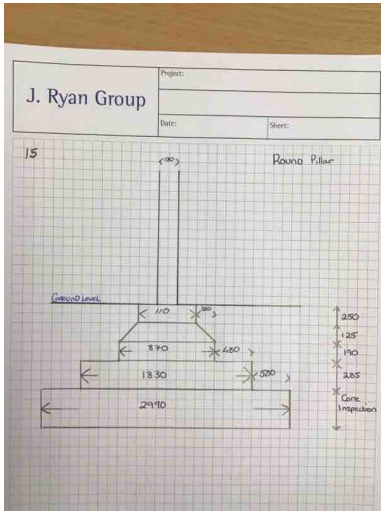 Project:
J. Ryan Group
Date:
Sheet:
15
Round Pillar
Ground Level
110
250
125
870
480
190
1830
580
285
2990
Core
Inspection